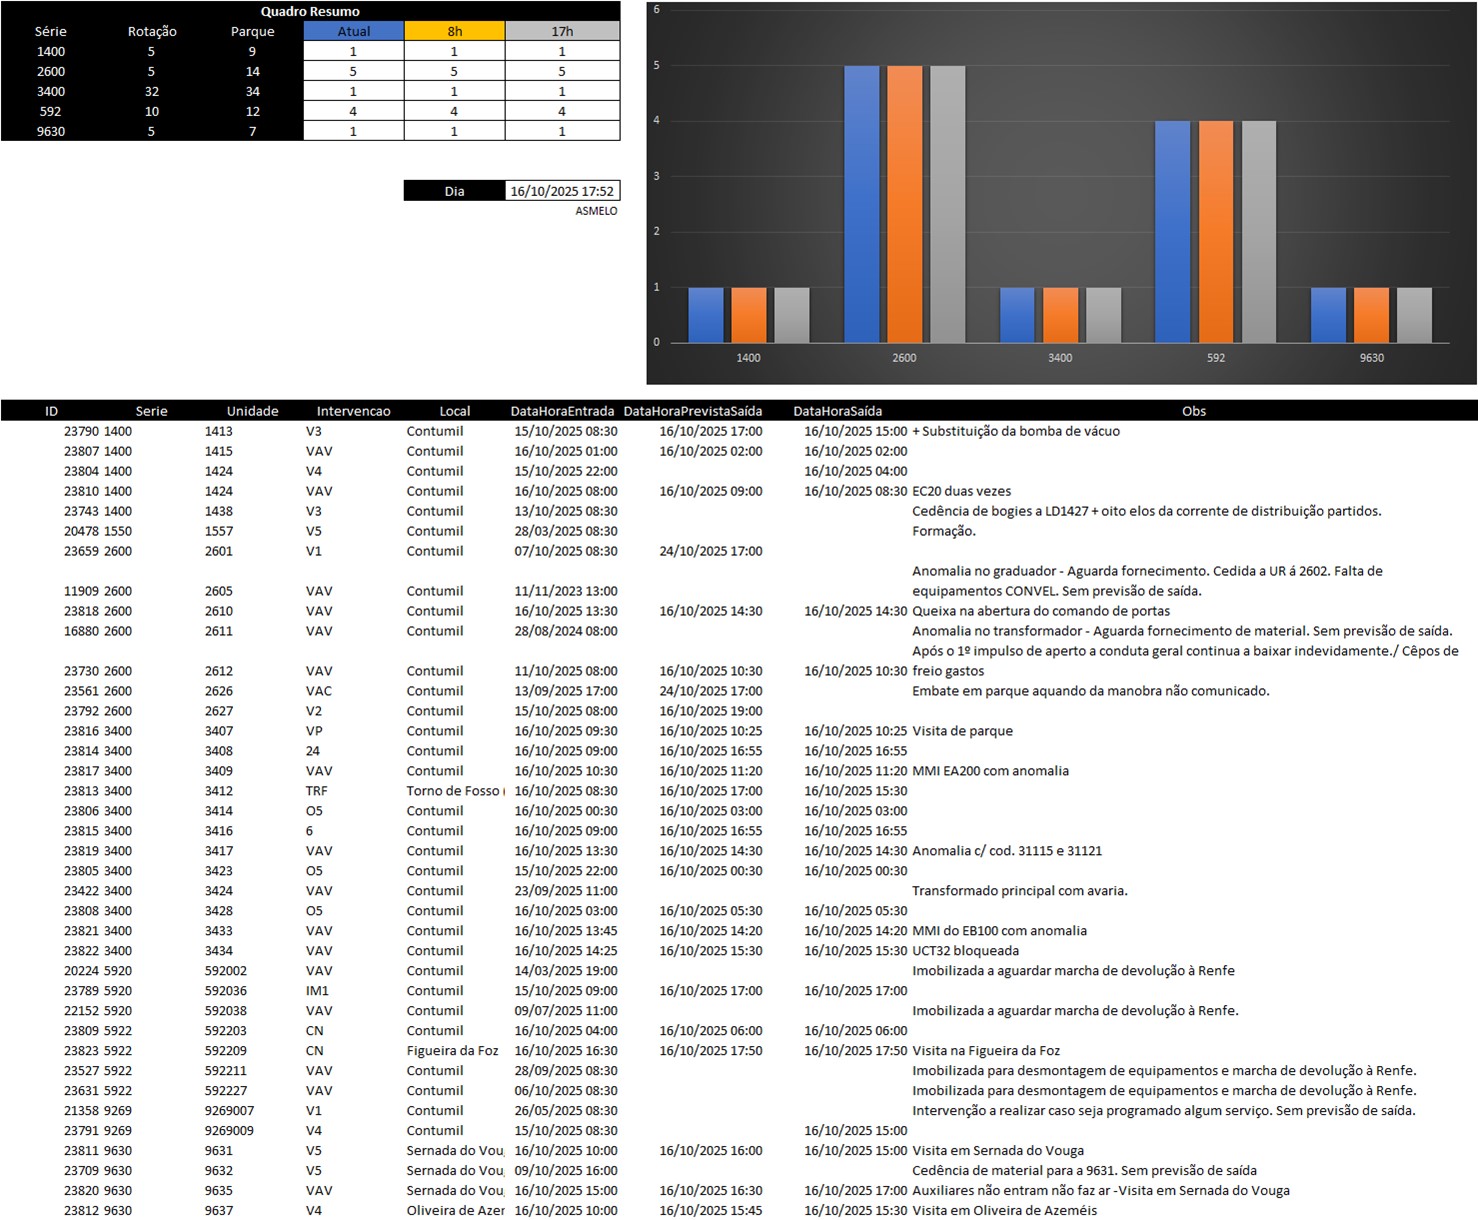 Quadro Resumo
Série Rotação Parque Atual 8h 17h
1400 5 9 1 1 1
2600 5 14 5 5 5
3400 32 34 1 1 1
592 10 12 4 4 4
9630 5 7 1 1 1
Dia 16/10/2025 17:52
ASMELO
6
5
4
3
2
1
0
1400 2600 3400 592 9630
ID Serie Unidade Intervencao Local DataHoraEntrada DataHoraPrevistaSaída DataHoraSaída Obs
23790 1400 1413 V3 Contumil 15/10/2025 08:30 16/10/2025 17:00 16/10/2025 15:00 + Substituição da bomba de vácuo
23807 1400 1415 VAV Contumil 16/10/2025 01:00 16/10/2025 02:00 16/10/2025 02:00
23804 1400 1424 V4 Contumil 15/10/2025 22:00 16/10/2025 04:00
23810 1400 1424 VAV Contumil 16/10/2025 08:00 16/10/2025 09:00 16/10/2025 08:30 EC20 duas vezes
23743 1400 1438 V3 Contumil 13/10/2025 08:30 Cedência de bogies a LD1427 + oito elos da corrente de distribuição partidos.
20478 1550 1557 V5 Contumil 28/03/2025 08:30 Formação.
23659 2600 2601 V1 Contumil 07/10/2025 08:30 24/10/2025 17:00
Anomalia no graduador - Aguarda fornecimento. Cedida a UR á 2602. Falta de
11909 2600 2605 VAV Contumil 11/11/2023 13:00 equipamentos CONVEL. Sem previsão de saída.
23818 2600 2610 VAV Contumil 16/10/2025 13:30 16/10/2025 14:30 16/10/2025 14:30 Queixa na abertura do comando de portas
16880 2600 2611 VAV Contumil 28/08/2024 08:00 Anomalia no transformador - Aguarda fornecimento de material. Sem previsão de saída.
Após o 1º impulso de aperto a conduta geral continua a baixar indevidamente./ Cêpos de
23730 2600 2612 VAV Contumil 11/10/2025 08:00 16/10/2025 10:30 16/10/2025 10:30 freio gastos
23561 2600 2626 VAC Contumil 13/09/2025 17:00 24/10/2025 17:00 Embate em parque aquando da manobra não comunicado.
23792 2600 2627 V2 Contumil 15/10/2025 08:00 16/10/2025 19:00
23816 3400 3407 VP Contumil 16/10/2025 09:30 16/10/2025 10:25 16/10/2025 10:25 Visita de parque
23814 3400 3408 24 Contumil 16/10/2025 09:00 16/10/2025 16:55 16/10/2025 16:55
23817 3400 3409 VAV Contumil 16/10/2025 10:30 16/10/2025 11:20 16/10/2025 11:20 MMI EA200 com anomalia
23813 3400 3412 TRF Torno de Fosso ( 16/10/2025 08:30 16/10/2025 17:00 16/10/2025 15:30
23806 3400 3414 O5 Contumil 16/10/2025 00:30 16/10/2025 03:00 16/10/2025 03:00
23815 3400 3416 6 Contumil 16/10/2025 09:00 16/10/2025 16:55 16/10/2025 16:55
23819 3400 3417 VAV Contumil 16/10/2025 13:30 16/10/2025 14:30 16/10/2025 14:30 Anomalia c/ cod. 31115 e 31121
23805 3400 3423 O5 Contumil 15/10/2025 22:00 16/10/2025 00:30 16/10/2025 00:30
23422 3400 3424 VAV Contumil 23/09/2025 11:00 Transformado principal com avaria.
23808 3400 3428 O5 Contumil 16/10/2025 03:00 16/10/2025 05:30 16/10/2025 05:30
23821 3400 3433 VAV Contumil 16/10/2025 13:45 16/10/2025 14:20 16/10/2025 14:20 MMI do EB100 com anomalia
23822 3400 3434 VAV Contumil 16/10/2025 14:25 16/10/2025 15:30 16/10/2025 15:30 UCT32 bloqueada
20224 5920 592002 VAV Contumil 14/03/2025 19:00 Imobilizada a aguardar marcha de devolução à Renfe
23789 5920 592036 IM1 Contumil 15/10/2025 09:00 16/10/2025 17:00 16/10/2025 17:00
22152 5920 592038 VAV Contumil 09/07/2025 11:00 Imobilizada a aguardar marcha de devolução à Renfe.
23809 5922 592203 CN Contumil 16/10/2025 04:00 16/10/2025 06:00 16/10/2025 06:00
23823 5922 592209 CN Figueira da Foz 16/10/2025 16:30 16/10/2025 17:50 16/10/2025 17:50 Visita na Figueira da Foz
23527 5922 592211 VAV Contumil 28/09/2025 08:30 Imobilizada para desmontagem de equipamentos e marcha de devolução à Renfe.
23631 5922 592227 VAV Contumil 06/10/2025 08:30 Imobilizada para desmontagem de equipamentos e marcha de devolução à Renfe.
21358 9269 9269007 V1 Contumil 26/05/2025 08:30 Intervenção a realizar caso seja programado algum serviço. Sem previsão de saída.
23791 9269 9269009 V4 Contumil 15/10/2025 08:30 16/10/2025 15:00
23811 9630 9631 V5 Sernada do Voug 16/10/2025 10:00 16/10/2025 16:00 16/10/2025 15:00 Visita em Sernada do Vouga
23709 9630 9632 V5 Sernada do Voug 09/10/2025 16:00 Cedência de material para a 9631. Sem previsão de saída
23820 9630 9635 VAV Sernada do Voug 16/10/2025 15:00 16/10/2025 16:30 16/10/2025 17:00 Auxiliares não entram não faz ar -Visita em Sernada do Vouga
23812 9630 9637 V4 Oliveira de Azer 16/10/2025 10:00 16/10/2025 15:45 16/10/2025 15:30 Visita em Oliveira de Azeméis